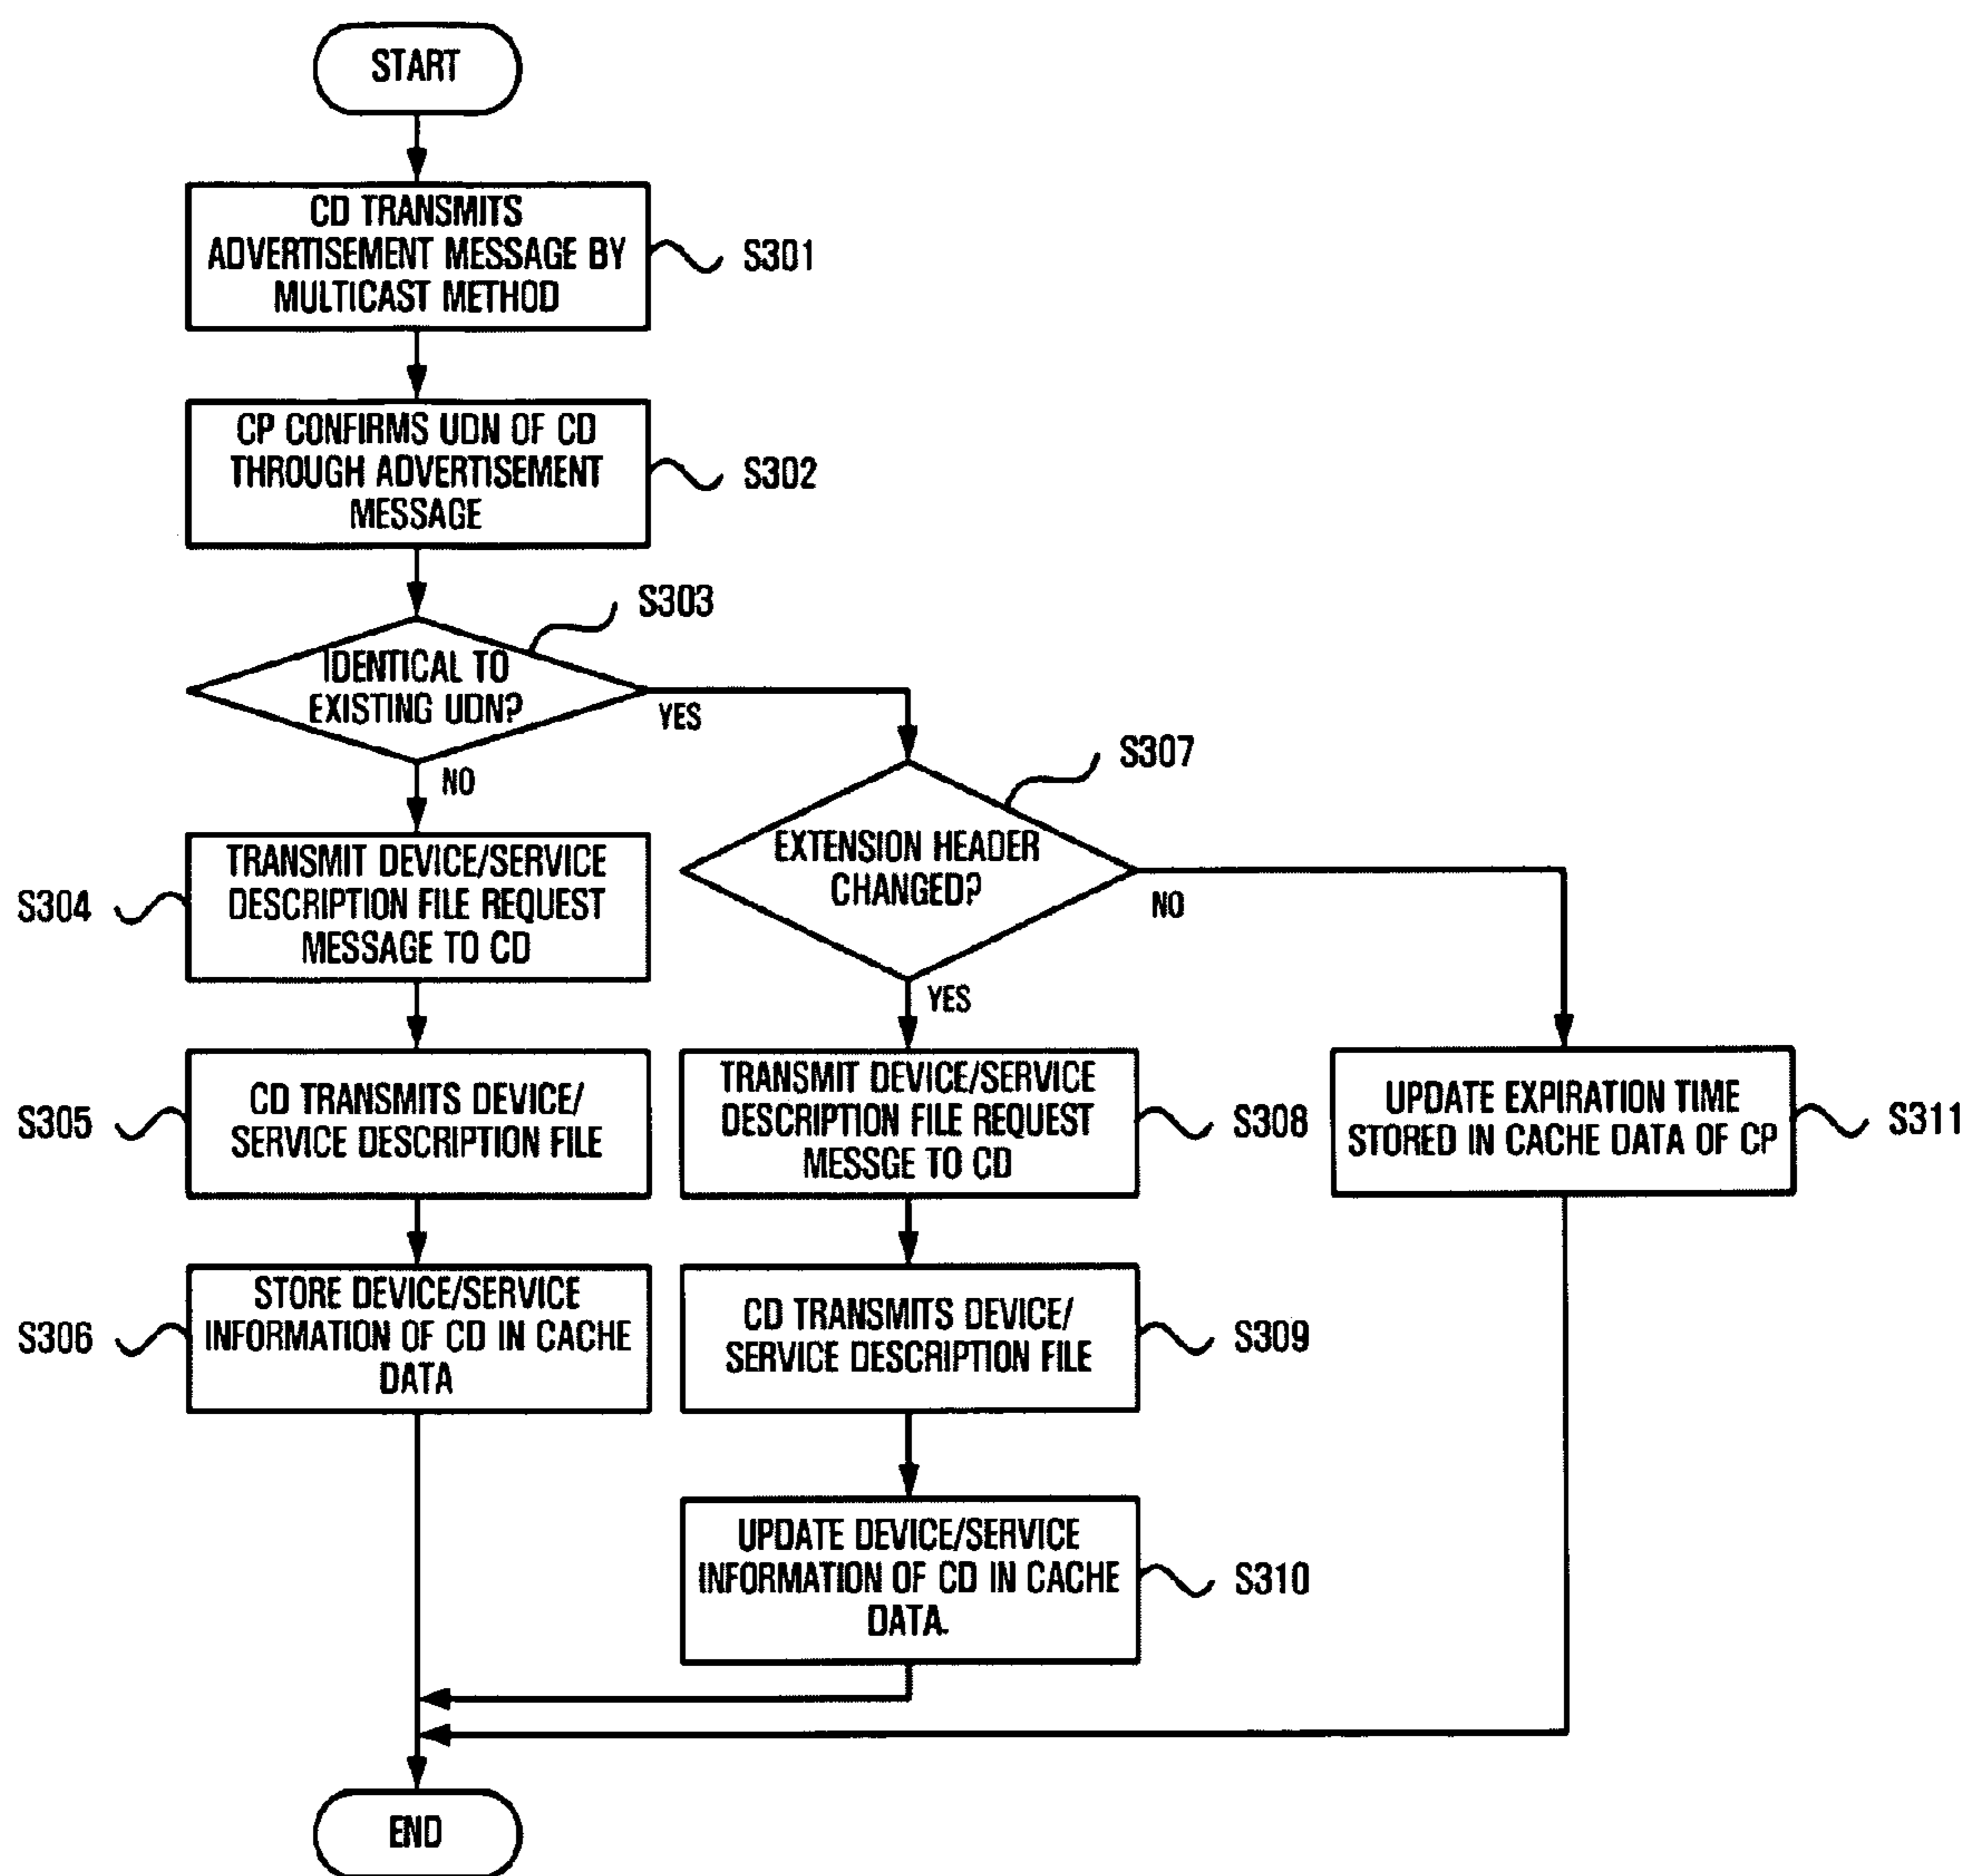 START
CD TRANSMITS
ADVERTISEMENT MESSAGE BY
MULTICAST METHOD
S301
CP CONFIRMS UDN OF CD
THROUGH ADVERTISEMENT
MESSAGE
S302
S303
IDENTICAL TO
EXISTING UDN?
YES
NO
S307
EXTENSION HEADER
CHANGED?
NO
YES
S304
TRANSMIT DEVICE/SERVICE
DESCRIPTION FILE REQUEST
MESSAGE TO CD
S305
CD TRANSMITS DEVICE/
SERVICE DESCRIPTION FILE
TRANSMIT DEVICE/SERVICE
DESCRIPTION FILE REQUEST
MESSGE TO CD
S308
UPDATE EXPIRATION TIME
STORED IN CACHE DATA OF CP
S311
S306
STORE DEVICE/SERVICE
INFORMATION OF CD IN CACHE
DATA
CD TRANSMITS DEVICE/
SERVICE DESCRIPTION FILE
S309
UPDATE DEVICE/SERVICE
INFORMATION OF CD IN CACHE
DATA.
S310
END